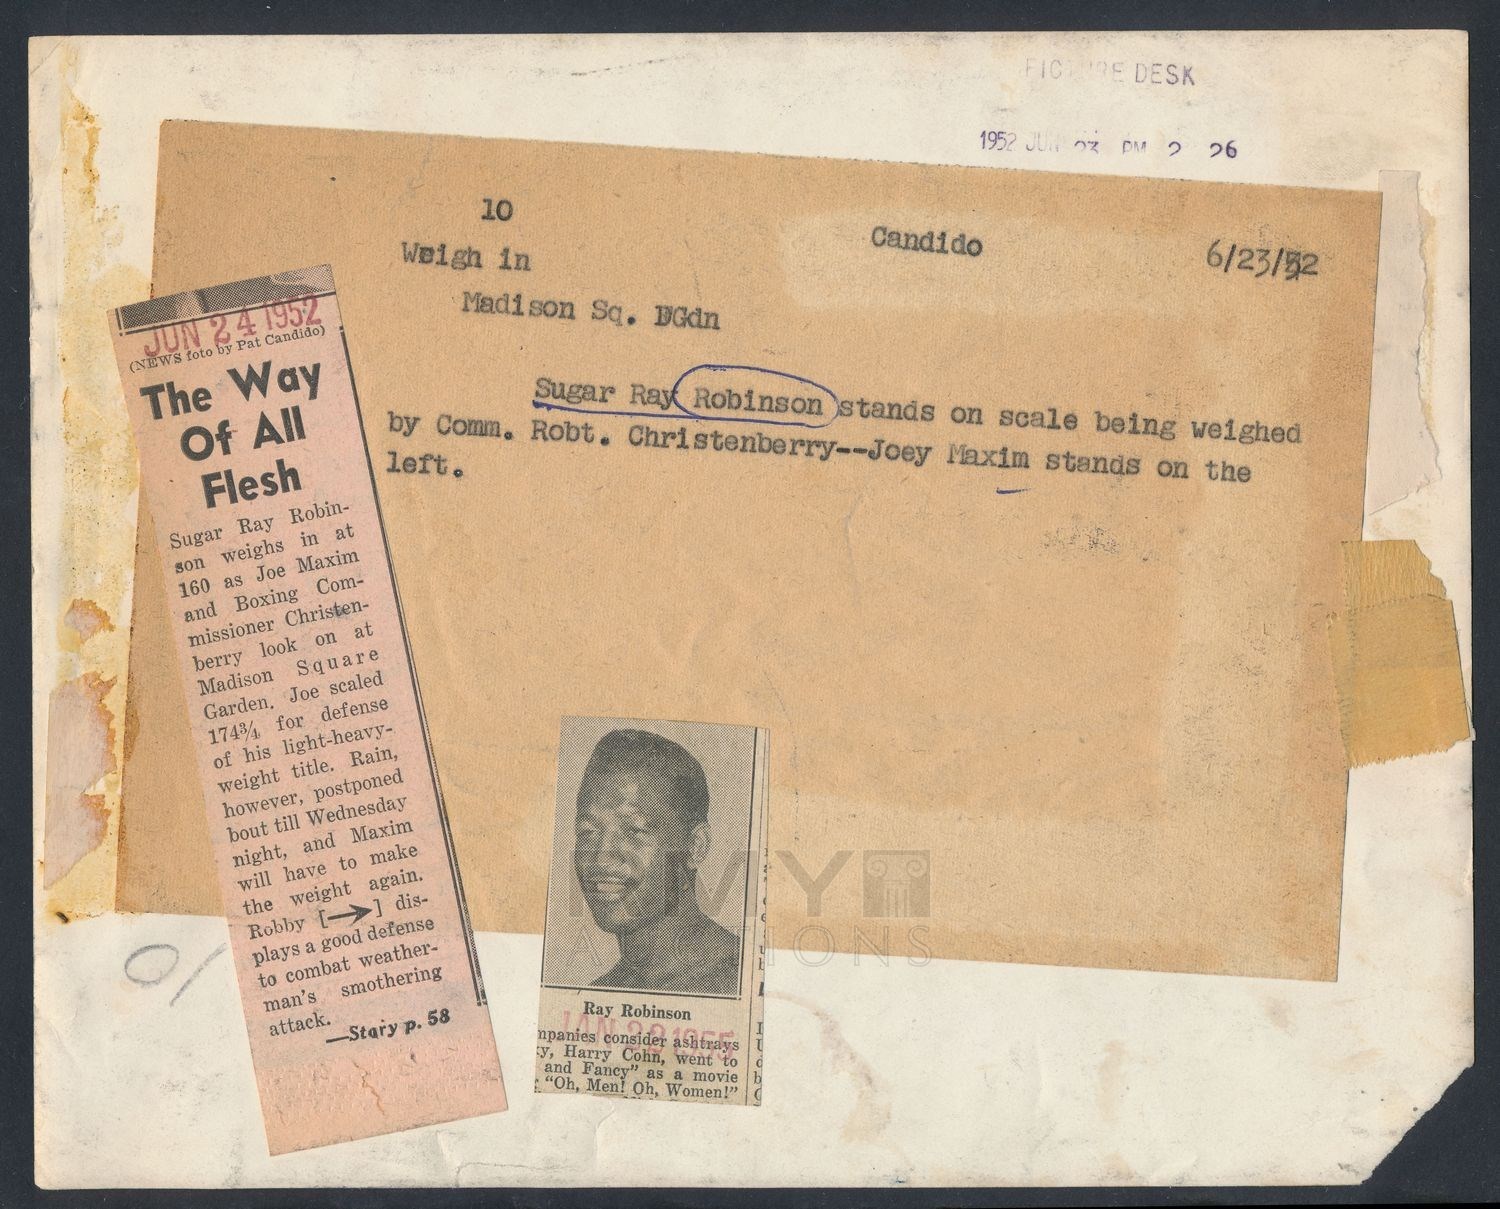 PICTURE DESK
1952 JUN 23 PM 2 26
10
Candido
6/23/52
Weigh in
Madison Sq. Gdn
Sugar Ray Robinson stands on scale being weighed
by Comm. Robt. Christenberry--Joey Maxim stands on the
left.
JUN 24 1952
(NEWS foto by Pat Candido)
The Way
Of All
Flesh
Sugar Ray Robin-
son weighs in at
160 as Joe Maxim
and Boxing Com-
missioner Christen-
berry look on at
Madison Square
Garden. Joe scaled
174¾ for defense
of his light-heavy-
weight title. Rain,
however, postponed
bout till Wednesday
night, and Maxim
will have to make
the weight again.
Robby [→] dis-
plays a good defense
to combat weather-
man's smothering
attack.
—Story p. 58
Ray Robinson
JAN 22 1955
mpanies consider ashtrays
y, Harry Cohn, went to
and Fancy" as a movie
"Oh, Men! Oh, Women!"
HMY
AUCTIONS
01